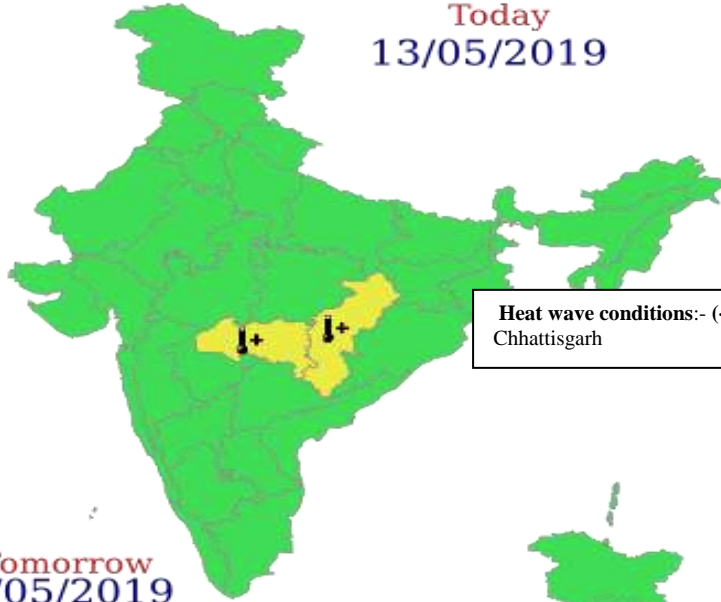 Today
13/05/2019
Heat wave conditions:- (
Chhattisgarh
omorrow
/05/2019